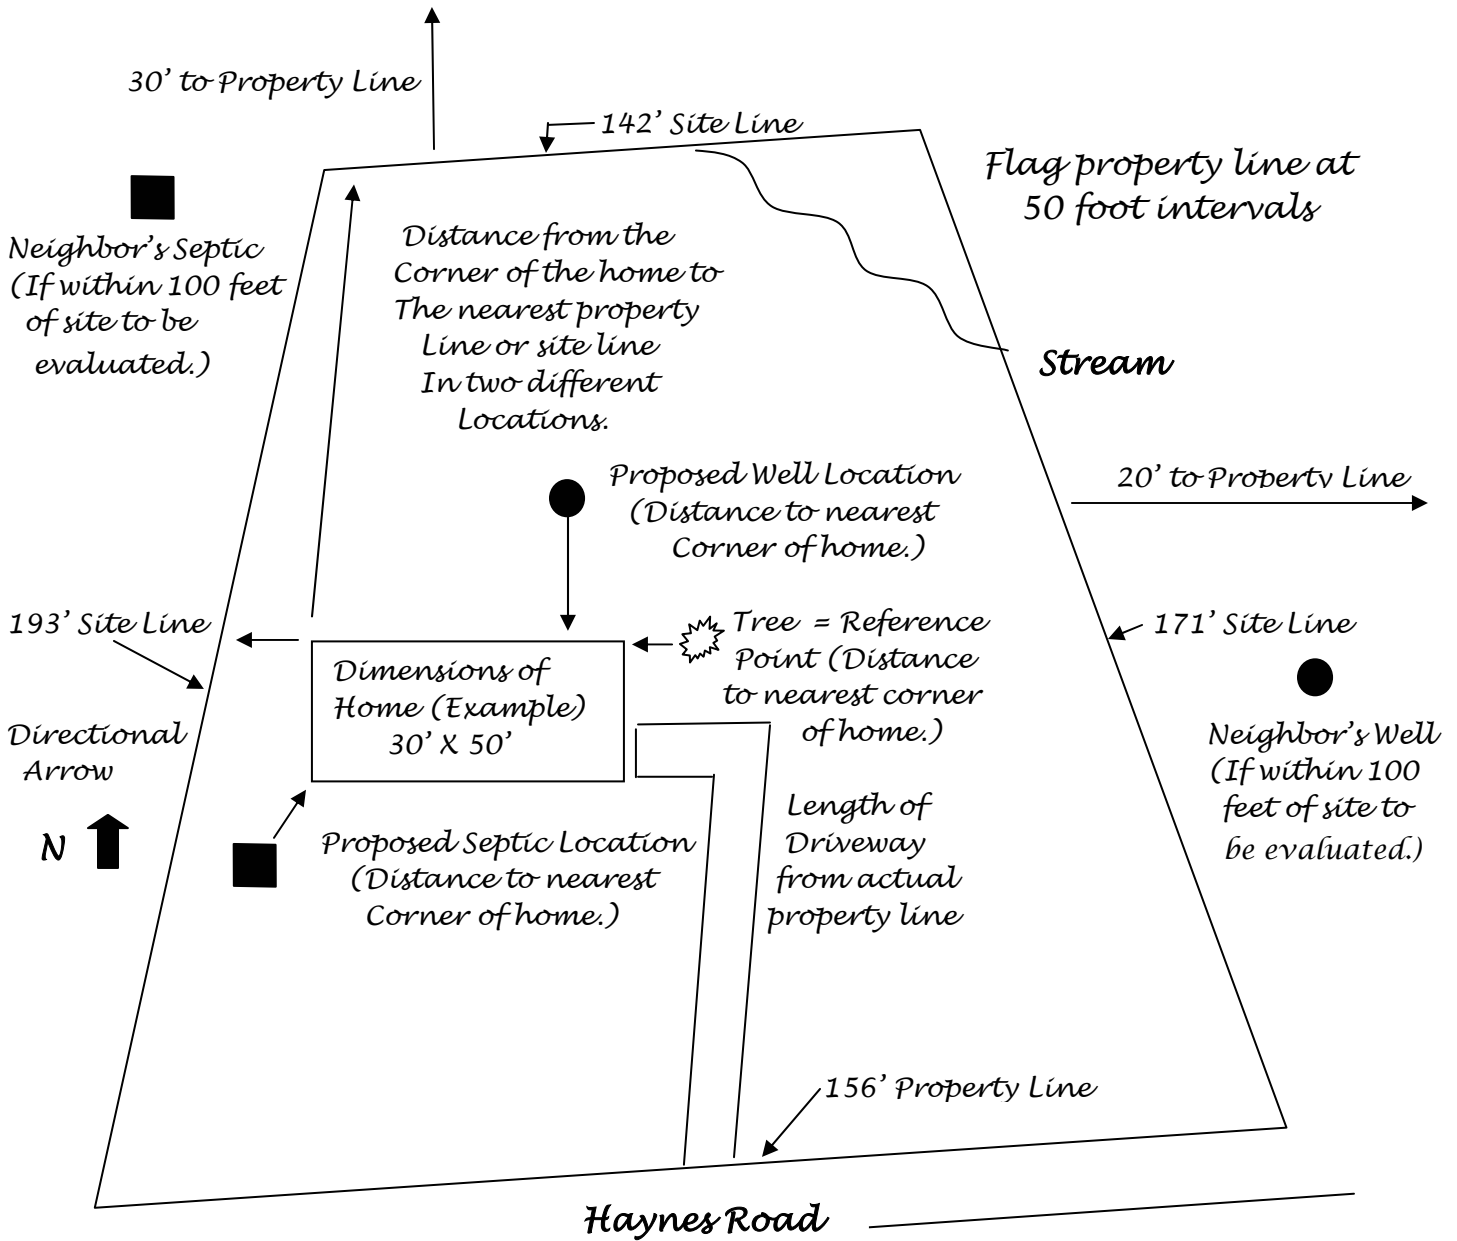 30’ to Property Line
142’ Site Line
Flag property line at
50 foot intervals
Neighbor’s Septic
(If within 100 feet
of site to be
evaluated.)
Distance from the
Corner of the home to
The nearest property
Line or site line
In two different
Locations.
Stream
Proposed Well Location
(Distance to nearest
Corner of home.)
20’ to Property Line
193’ Site Line
Tree = Reference
Point (Distance
to nearest corner
of home.)
171’ Site Line
Dimensions of
Home (Example)
30’ X 50’
Directional
Arrow
N
Neighbor’s Well
(If within 100
feet of site to
be evaluated.)
Length of
Driveway
from actual
property line
Proposed Septic Location
(Distance to nearest
Corner of home.)
156’ Property Line
Haynes Road